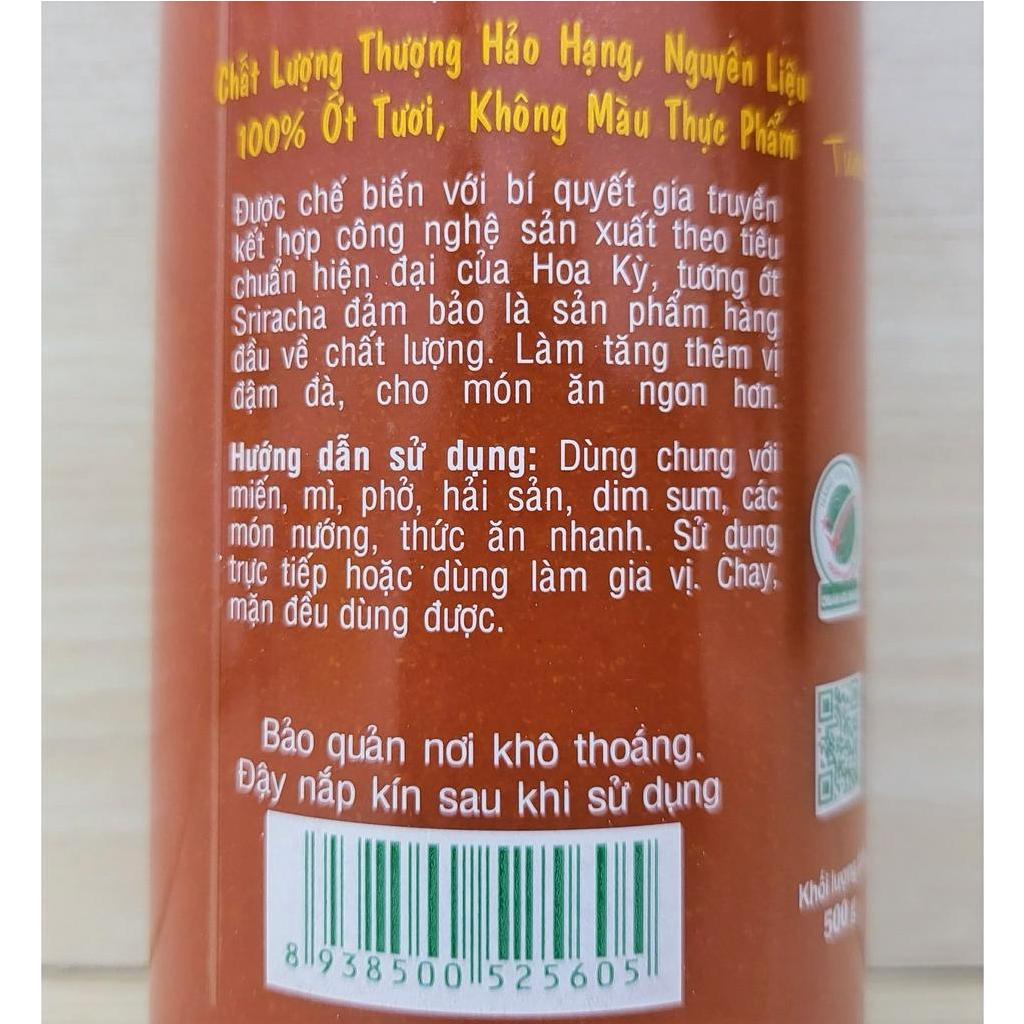 Chất Lượng Thượng Hảo Hạng, Nguyên Liệu
100% Ớt Tươi, Không Màu Thực Phẩm
Được chế biến với bí quyết gia truyền
kết hợp công nghệ sản xuất theo tiêu
chuẩn hiện đại của Hoa Kỳ, tương ớt
Sriracha đảm bảo là sản phẩm hàng
đầu về chất lượng. Làm tăng thêm vị
đậm đà, cho món ăn ngon hơn.
Hướng dẫn sử dụng: Dùng chung với
miến, mì, phở, hải sản, dim sum, các
món nướng, thức ăn nhanh. Sử dụng
trực tiếp hoặc dùng làm gia vị. Chay,
mặn đều dùng được.
Bảo quản nơi khô thoáng.
Đậy nắp kín sau khi sử dụng
8 938500 525605
Khối lượng
500 g